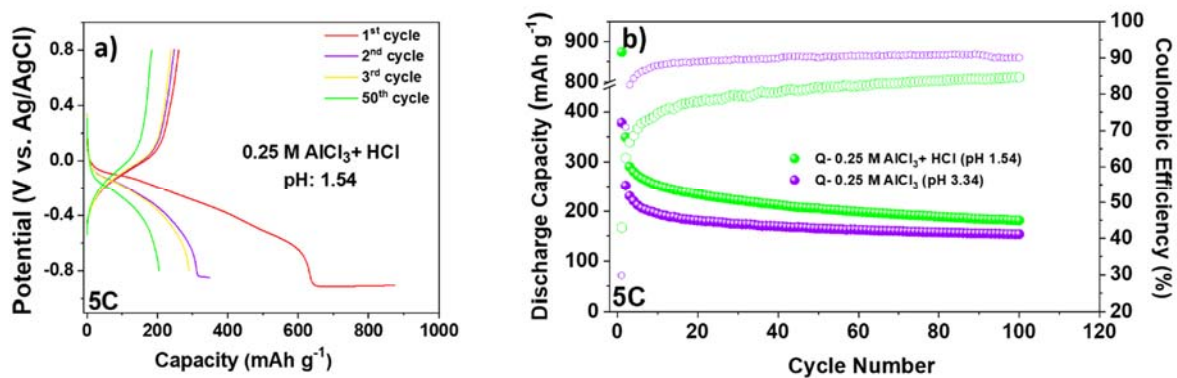 a)
1st cycle
2nd cycle
3rd cycle
50th cycle
0.25 M AlCl3+ HCl
pH: 1.54
5C
Potential (V vs. Ag/AgCl)
0.8
0.4
0.0
-0.4
-0.8
0 200 400 600 800 1000
Capacity (mAh g-1)
b)
Q- 0.25 M AlCl3+ HCl (pH 1.54)
Q- 0.25 M AlCl3 (pH 3.34)
5C
Discharge Capacity (mAh g-1)
900
800
400
300
200
100
0
Coulombic Efficiency (%)
100
90
80
70
60
50
40
30
20
0 20 40 60 80 100 120
Cycle Number